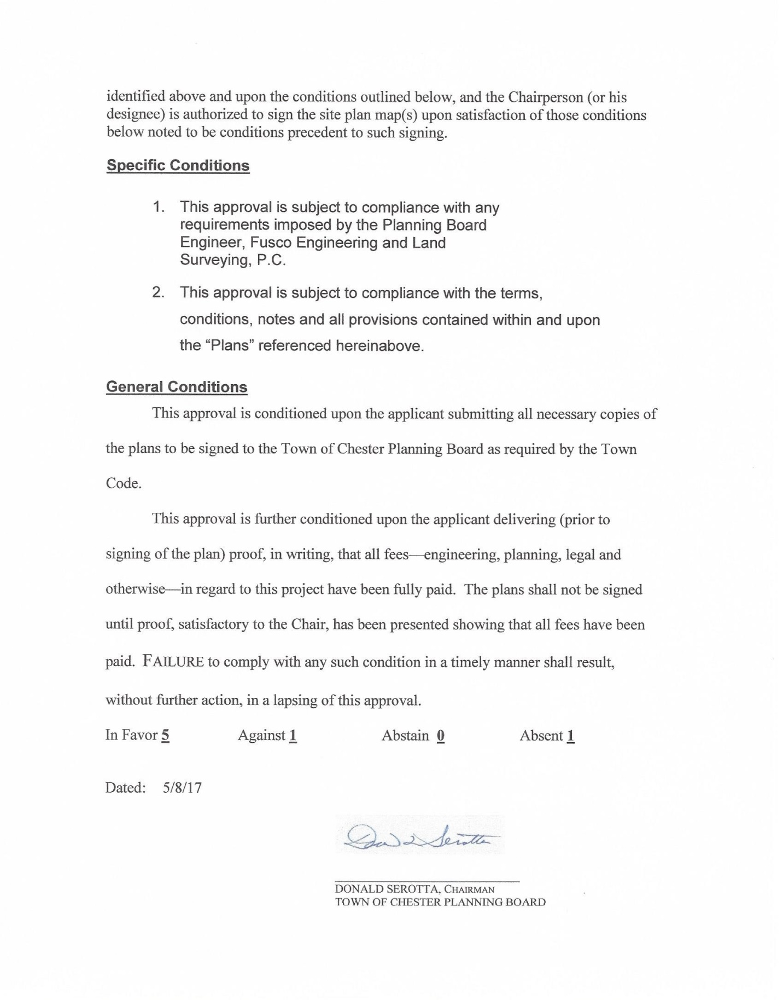 identified above and upon the conditions outlined below, and the Chairperson (or his
designee) is authorized to sign the site plan map(s) upon satisfaction of those conditions
below noted to be conditions precedent to such signing.
Specific Conditions
1. This approval is subject to compliance with any
requirements imposed by the Planning Board
Engineer, Fusco Engineering and Land
Surveying, P.C.
2. This approval is subject to compliance with the terms,
conditions, notes and all provisions contained within and upon
the “Plans” referenced hereinabove.
General Conditions
This approval is conditioned upon the applicant submitting all necessary copies of
the plans to be signed to the Town of Chester Planning Board as required by the Town
Code.
This approval is further conditioned upon the applicant delivering (prior to
signing of the plan) proof, in writing, that all fees—engineering, planning, legal and
otherwise—in regard to this project have been fully paid. The plans shall not be signed
until proof, satisfactory to the Chair, has been presented showing that all fees have been
paid. FAILURE to comply with any such condition in a timely manner shall result,
without further action, in a lapsing of this approval.
In Favor 5 Against 1 Abstain 0 Absent 1
Dated: 5/8/17
Don Serotta
DONALD SEROTTA, CHAIRMAN
TOWN OF CHESTER PLANNING BOARD